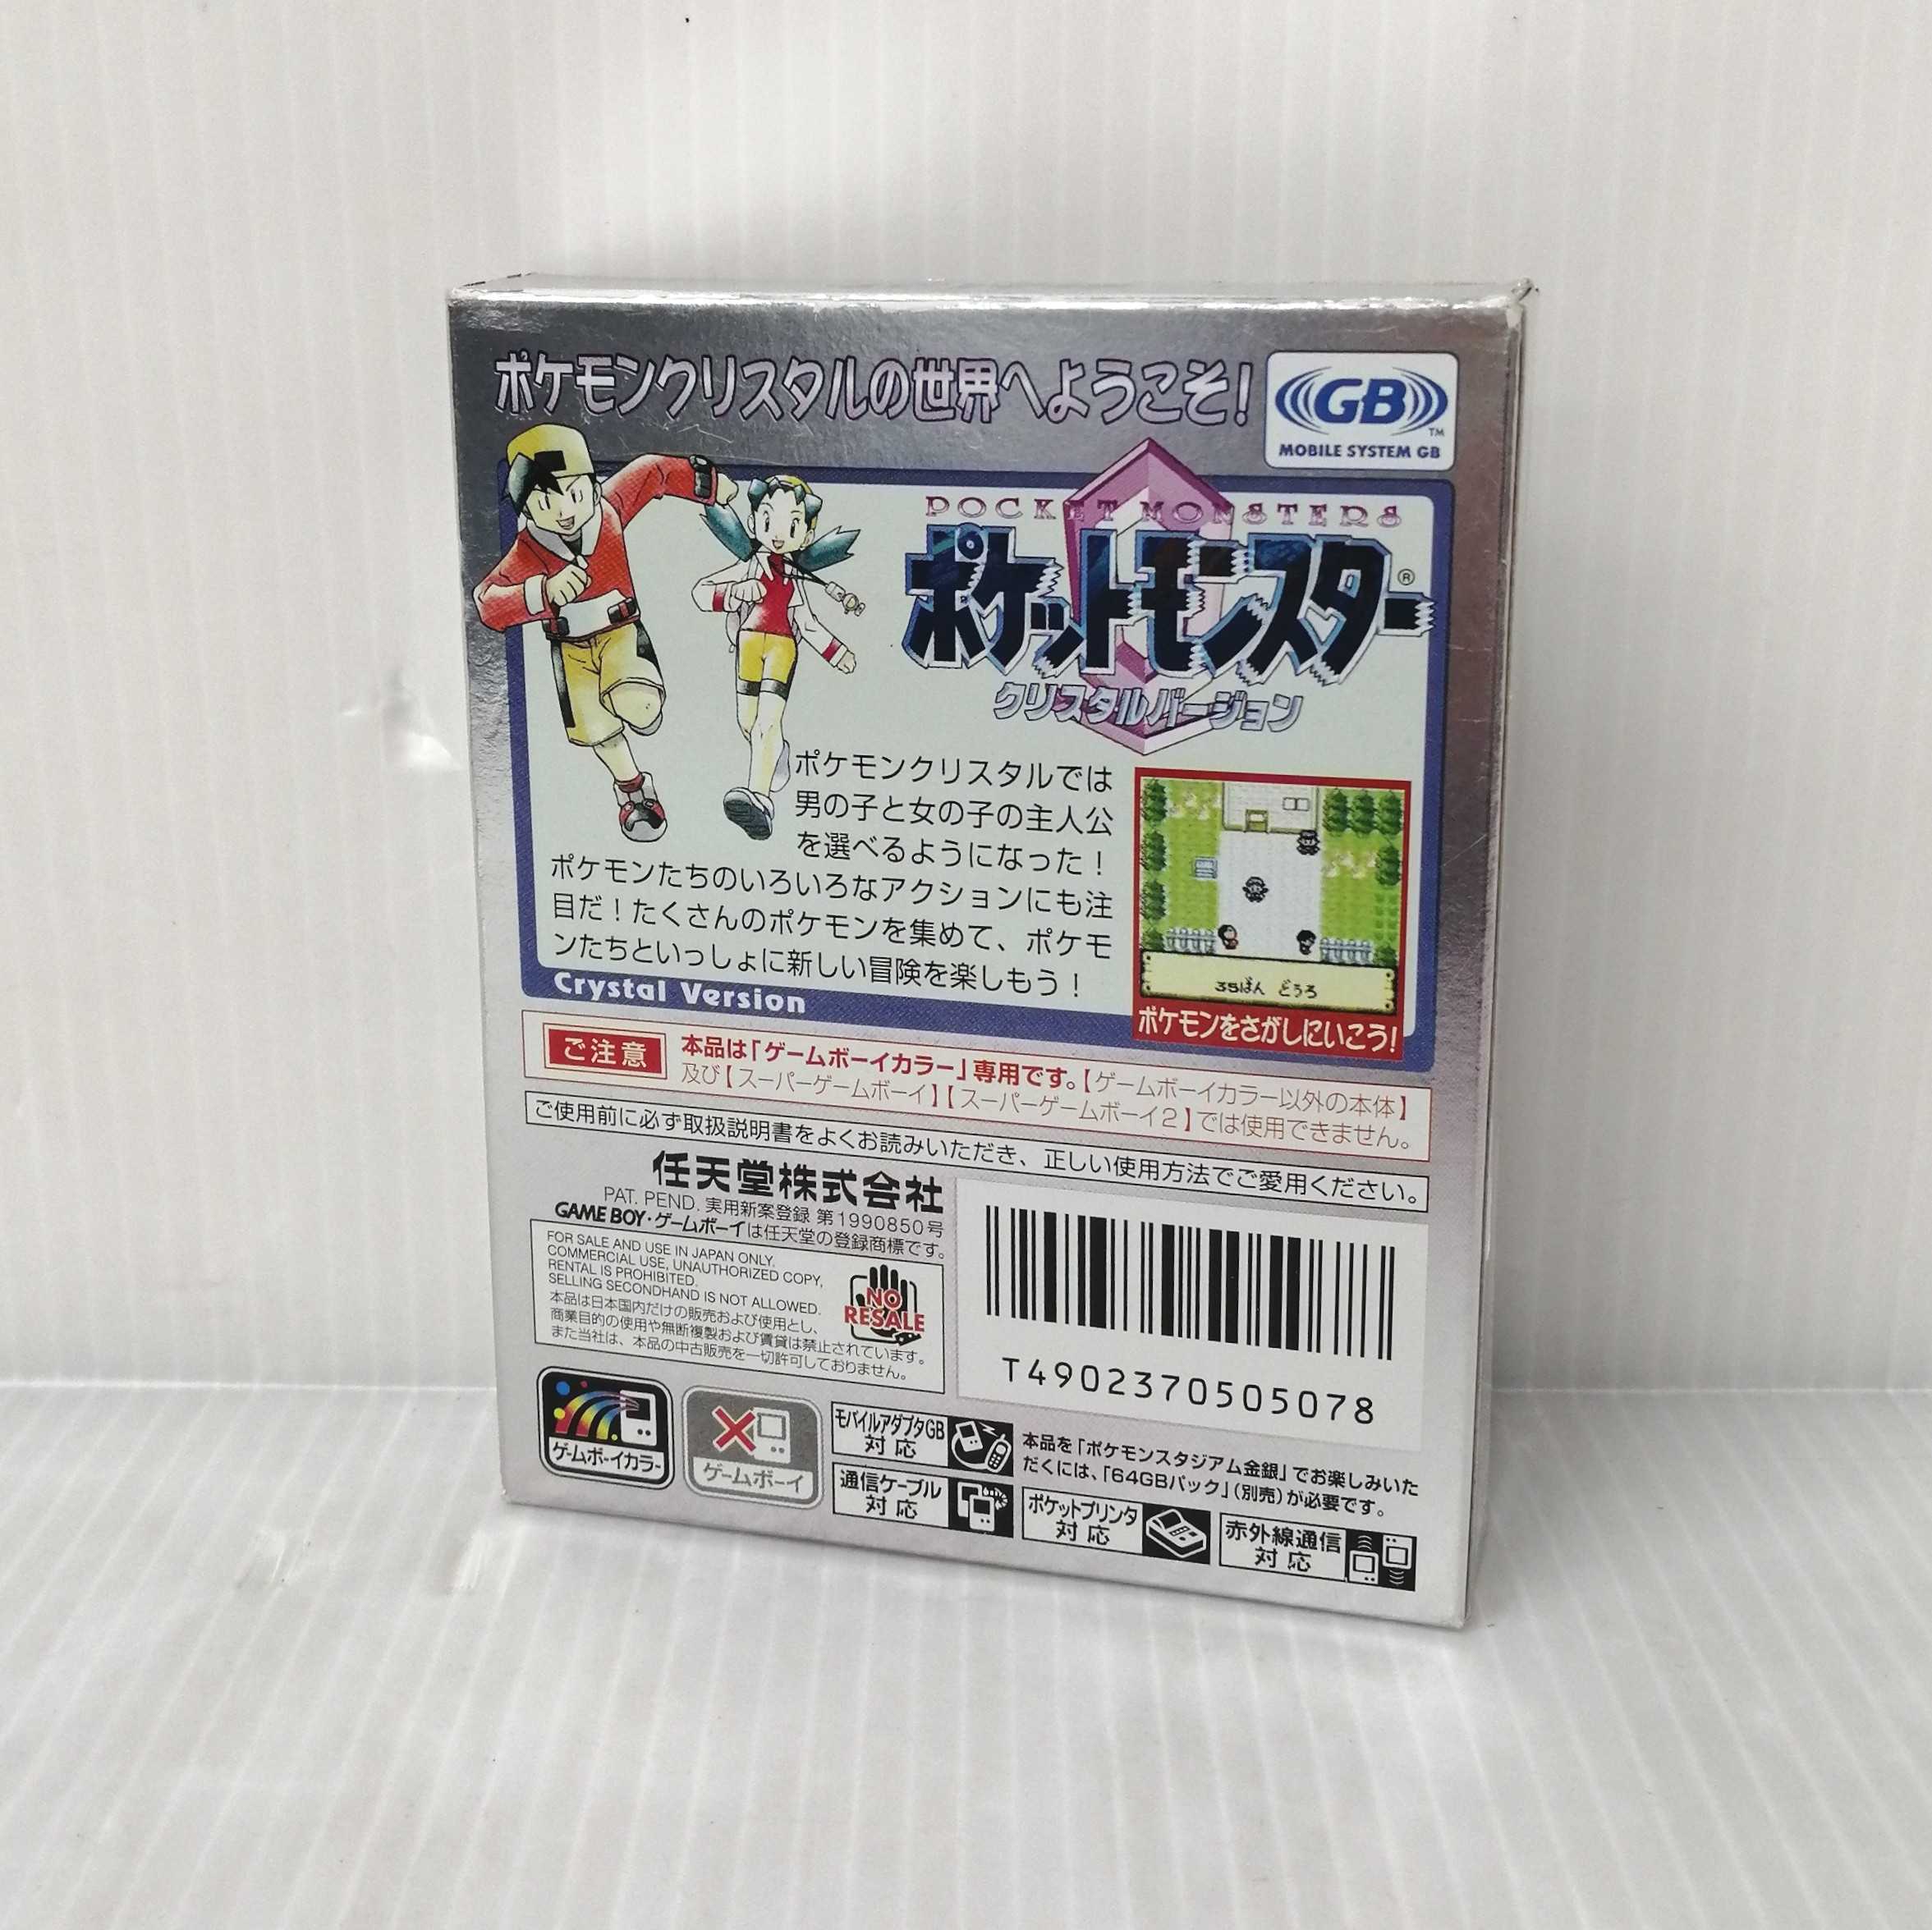 ポケモンクリスタルの世界へようこそ!
GB
TM
MOBILE SYSTEM GB
POCKET MONSTERS
ポケットモンスター®
クリスタルバージョン
ポケモンクリスタルでは
男の子と女の子の主人公
を選べるようになった!
ポケモンたちのいろいろなアクションにも注
目だ!たくさんのポケモンを集めて、ポケモ
ンたちといっしょに新しい冒険を楽しもう!
Crystal Version
35ばん どうろ
ポケモンをさがしにいこう!
ご注意
本品は「ゲームボーイカラー」専用です。【ゲームボーイカラー以外の本体】
及び【スーパーゲームボーイ】【スーパーゲームボーイ2】では使用できません。
ご使用前に必ず取扱説明書をよくお読みいただき、正しい使用方法でご愛用ください。
任天堂株式会社
PAT. PEND. 実用新案登録 第1990850号
GAME BOY・ゲームボーイは任天堂の登録商標です。
FOR SALE AND USE IN JAPAN ONLY.
COMMERCIAL USE, UNAUTHORIZED COPY,
RENTAL IS PROHIBITED.
SELLING SECONDHAND IS NOT ALLOWED.
本品は日本国内だけの販売および使用とし、
商業目的の使用や無断複製および賃貸は禁止されています。
また当社は、本品の中古販売を一切許可しておりません。
NO
RESALE
T4902370505078
ゲームボーイカラー
ゲームボーイ
モバイルアダプタGB
対応
通信ケーブル
対応
本品を「ポケモンスタジアム金銀」でお楽しみいた
だくには、「64GBパック」(別売)が必要です。
ポケットプリンタ
対応
赤外線通信
対応